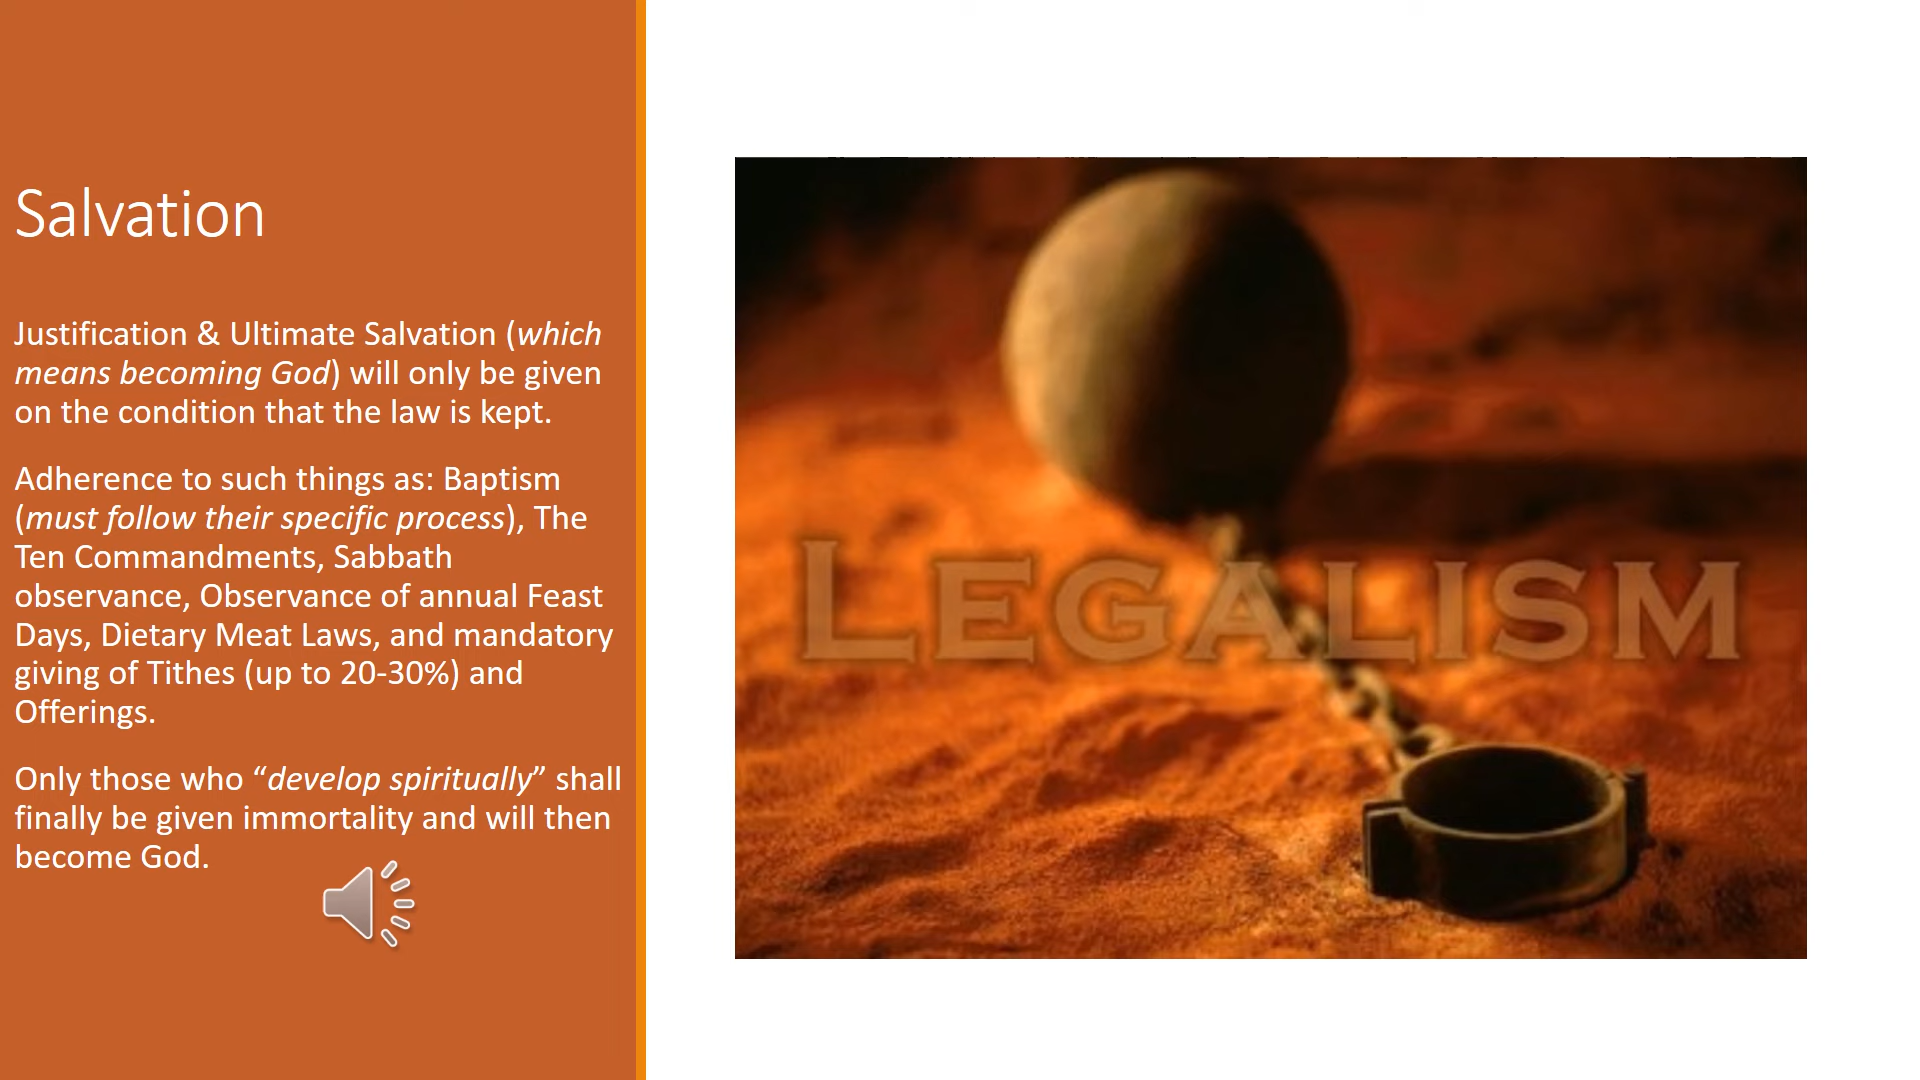 Salvation
Justification & Ultimate Salvation (which
means becoming God) will only be given
on the condition that the law is kept.
Adherence to such things as: Baptism
(must follow their specific process), The
Ten Commandments, Sabbath
observance, Observance of annual Feast
Days, Dietary Meat Laws, and mandatory
giving of Tithes (up to 20-30%) and
Offerings.
Only those who “develop spiritually” shall
finally be given immortality and will then
become God.
LEGALISM